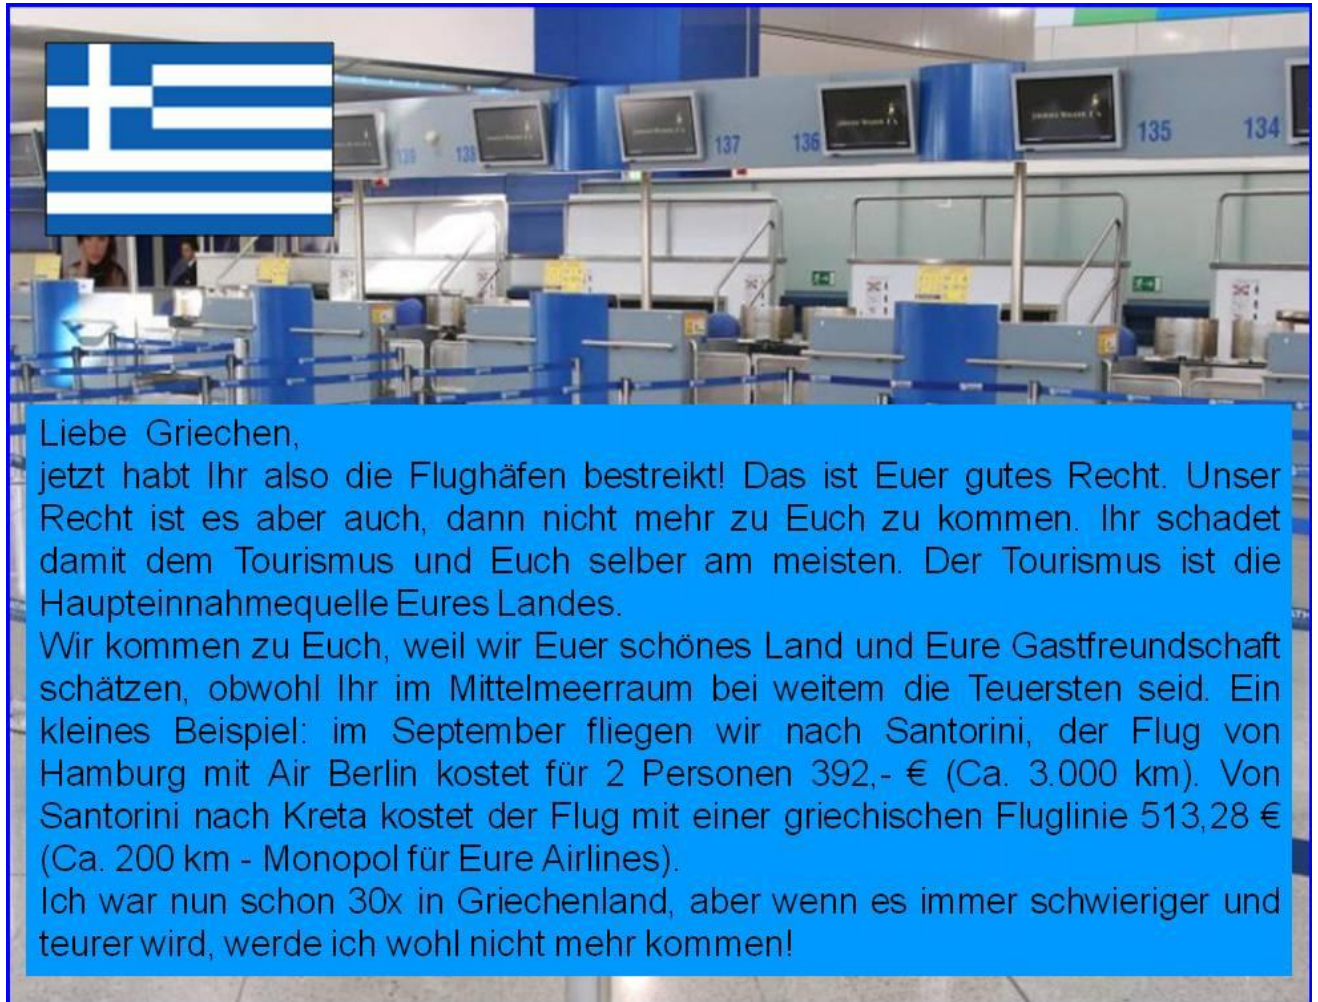 139
138
137
136
135
134
Liebe Griechen,
jetzt habt Ihr also die Flughäfen bestreikt! Das ist Euer gutes Recht. Unser
Recht ist es aber auch, dann nicht mehr zu Euch zu kommen. Ihr schadet
damit dem Tourismus und Euch selber am meisten. Der Tourismus ist die
Haupteinnahmequelle Eures Landes.
Wir kommen zu Euch, weil wir Euer schönes Land und Eure Gastfreundschaft
schätzen, obwohl Ihr im Mittelmeerraum bei weitem die Teuersten seid. Ein
kleines Beispiel: im September fliegen wir nach Santorini, der Flug von
Hamburg mit Air Berlin kostet für 2 Personen 392,- € (Ca. 3.000 km). Von
Santorini nach Kreta kostet der Flug mit einer griechischen Fluglinie 513,28 €
(Ca. 200 km - Monopol für Eure Airlines).
Ich war nun schon 30x in Griechenland, aber wenn es immer schwieriger und
teurer wird, werde ich wohl nicht mehr kommen!